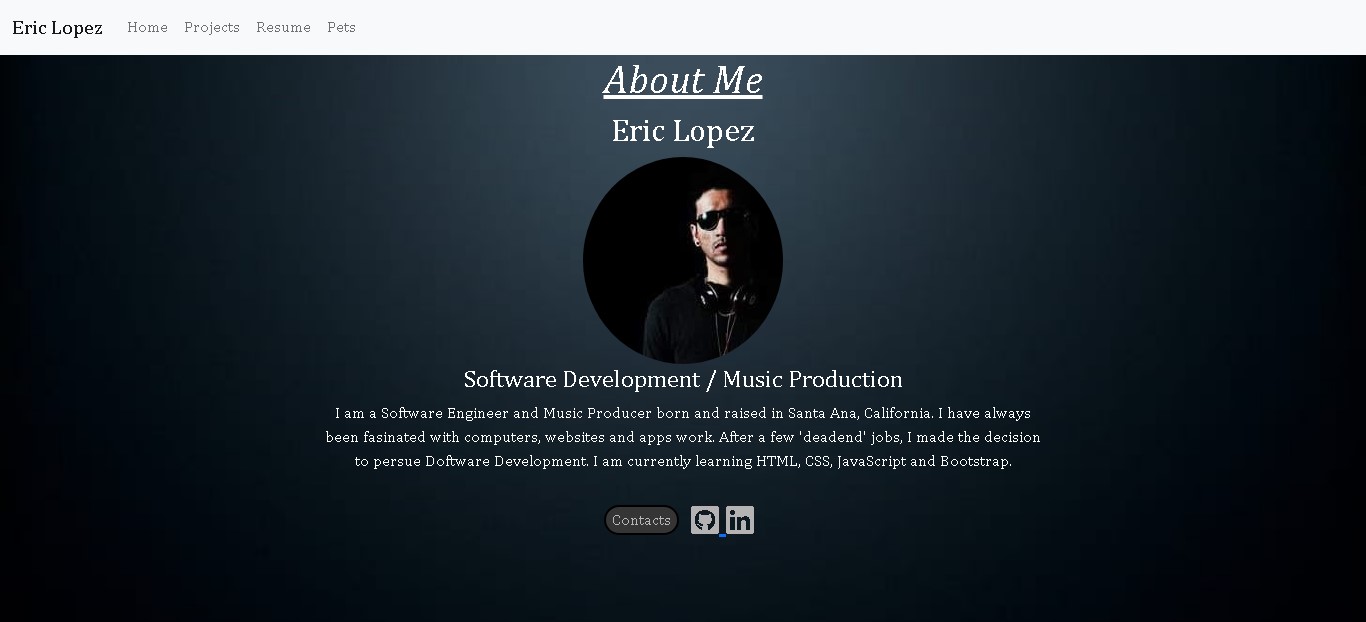 Eric Lopez Home Projects Resume Pets
About Me
Eric Lopez
Software Development / Music Production
I am a Software Engineer and Music Producer born and raised in Santa Ana, California. I have always
been fasinated with computers, websites and apps work. After a few 'deadend' jobs, I made the decision
to persue Doftware Development. I am currently learning HTML, CSS, JavaScript and Bootstrap.
Contacts in